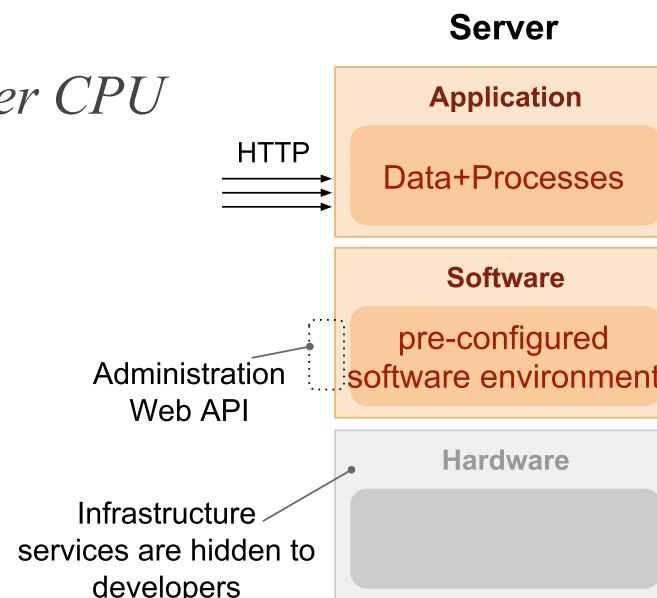 Server
er CPU
Application
HTTP
Data+Processes
Software
pre-configured
software environment
Administration
Web API
Hardware
Infrastructure
services are hidden to
developers